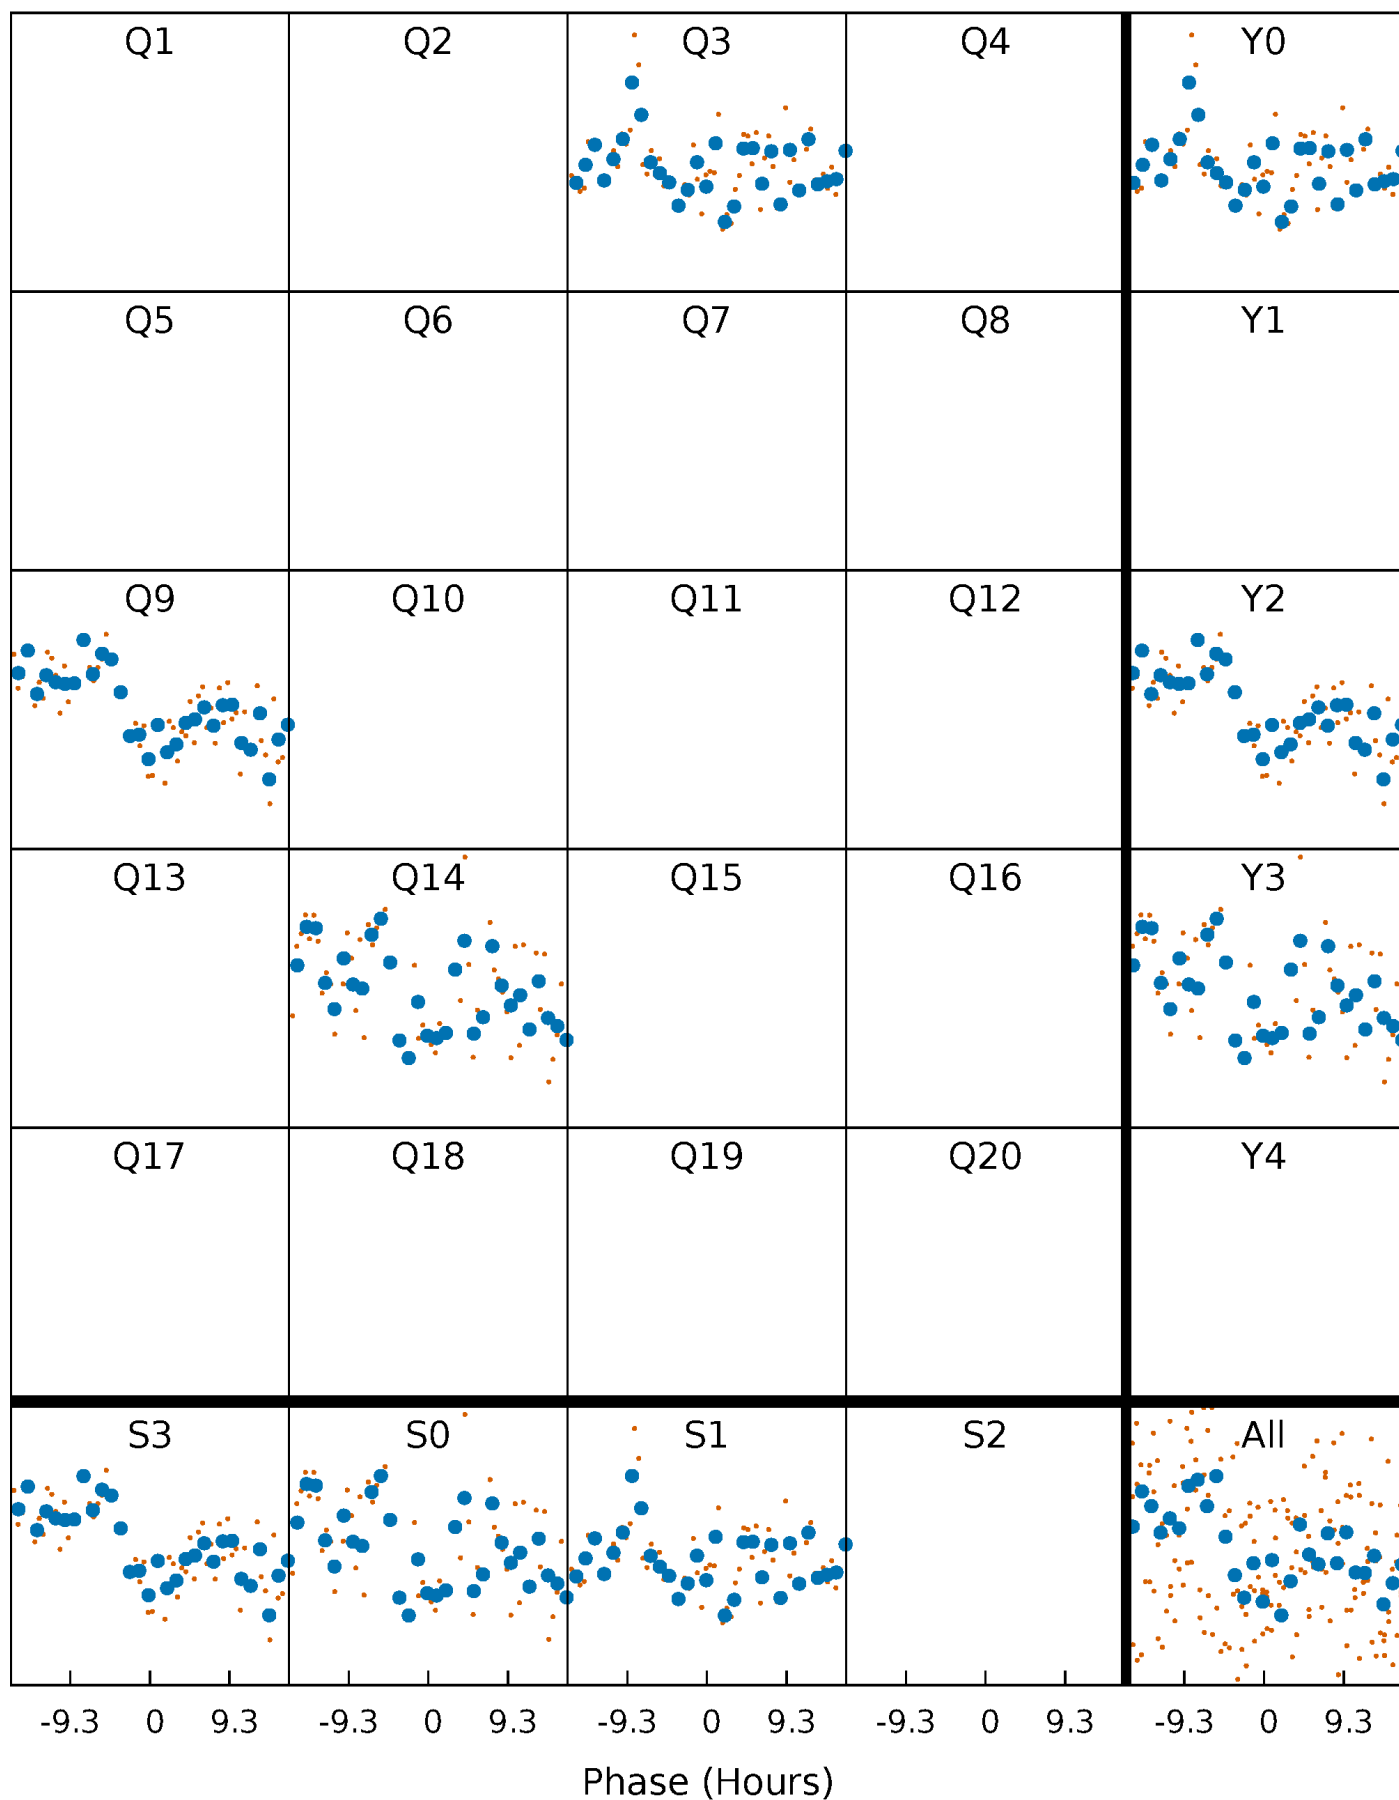 Q1 Q2 Q3 Q4 Y0
Q5 Q6 Q7 Q8 Y1
Q9 Q10 Q11 Q12 Y2
Q13 Q14 Q15 Q16 Y3
Q17 Q18 Q19 Q20 Y4
S3 S0 S1 S2 All
-9.3 0 9.3 -9.3 0 9.3 -9.3 0 9.3 -9.3 0 9.3 -9.3 0 9.3
Phase (Hours)